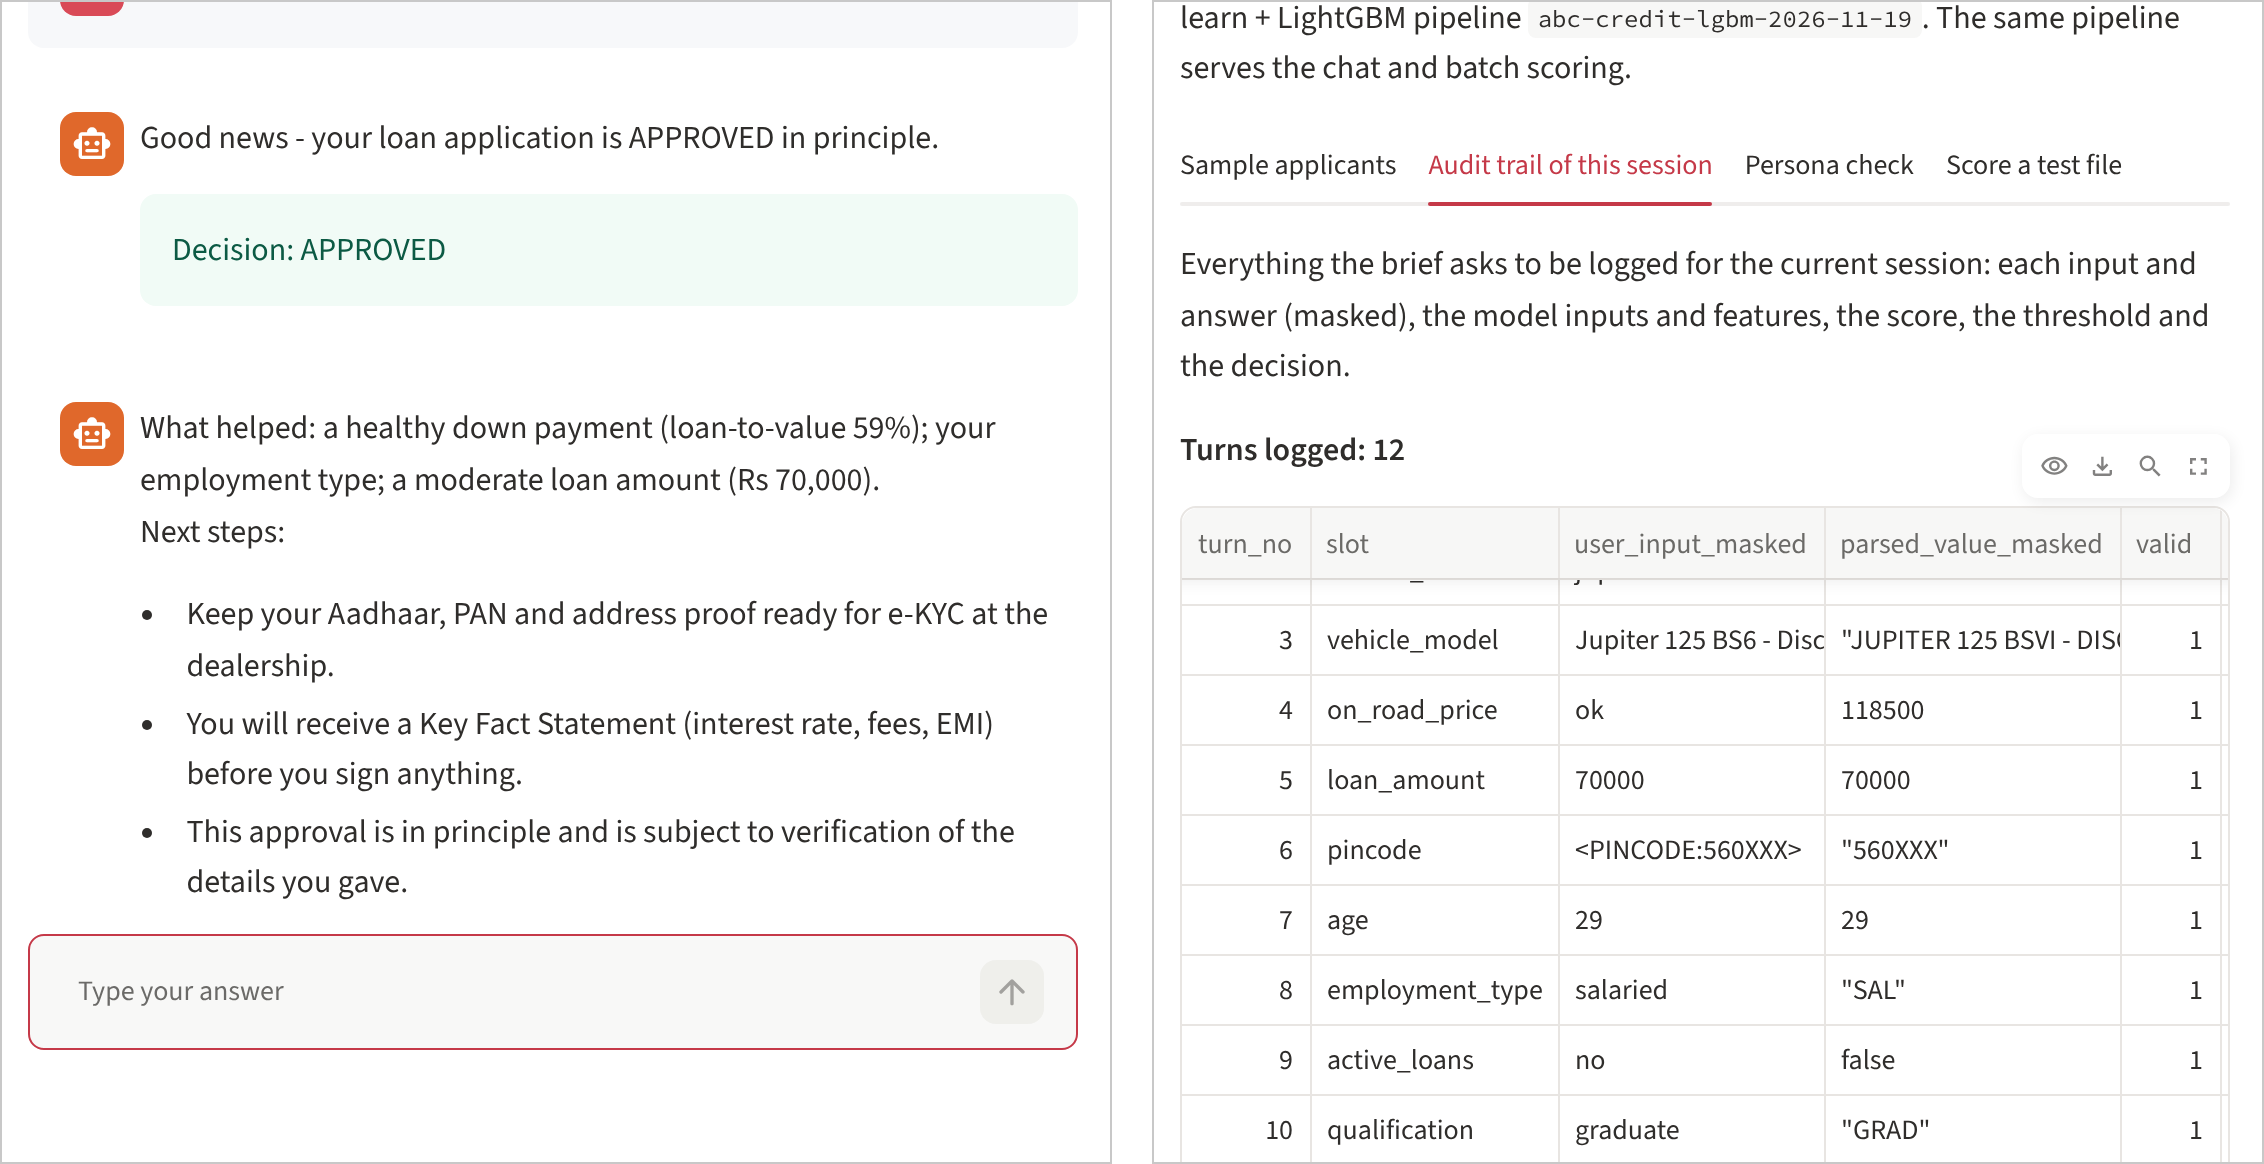 Good news - your loan application is APPROVED in principle.
Decision: APPROVED
What helped: a healthy down payment (loan-to-value 59%); your
employment type; a moderate loan amount (Rs 70,000).
Next steps:
• Keep your Aadhaar, PAN and address proof ready for e-KYC at the
dealership.
• You will receive a Key Fact Statement (interest rate, fees, EMI)
before you sign anything.
• This approval is in principle and is subject to verification of the
details you gave.
Type your answer
learn + LightGBM pipeline abc-credit-lgbm-2026-11-19. The same pipeline
serves the chat and batch scoring.
Sample applicants Audit trail of this session Persona check Score a test file
Everything the brief asks to be logged for the current session: each input and
answer (masked), the model inputs and features, the score, the threshold and
the decision.
Turns logged: 12
turn_no slot user_input_masked parsed_value_masked valid
3 vehicle_model Jupiter 125 BS6 - Disc "JUPITER 125 BSVI - DISC 1
4 on_road_price ok 118500 1
5 loan_amount 70000 70000 1
6 pincode <PINCODE:560XXX> "560XXX" 1
7 age 29 29 1
8 employment_type salaried "SAL" 1
9 active_loans no false 1
10 qualification graduate "GRAD" 1